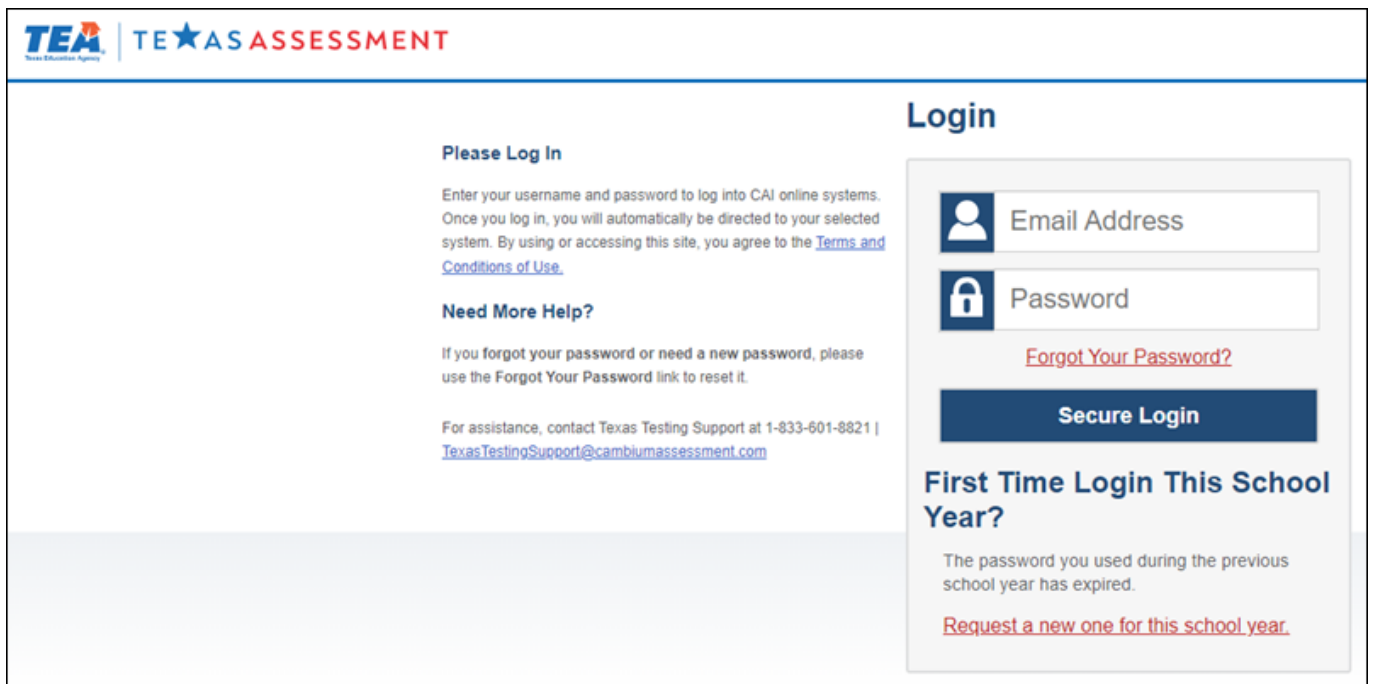 TEA
Texas Education Agency
TE★AS ASSESSMENT
Please Log In
Enter your username and password to log into CAI online systems.
Once you log in, you will automatically be directed to your selected
system. By using or accessing this site, you agree to the Terms and
Conditions of Use.
Need More Help?
If you forgot your password or need a new password, please
use the Forgot Your Password link to reset it.
For assistance, contact Texas Testing Support at 1-833-601-8821 |
TexasTestingSupport@cambiumassessment.com
Login
Email Address
Password
Forgot Your Password?
Secure Login
First Time Login This School
Year?
The password you used during the previous
school year has expired.
Request a new one for this school year.